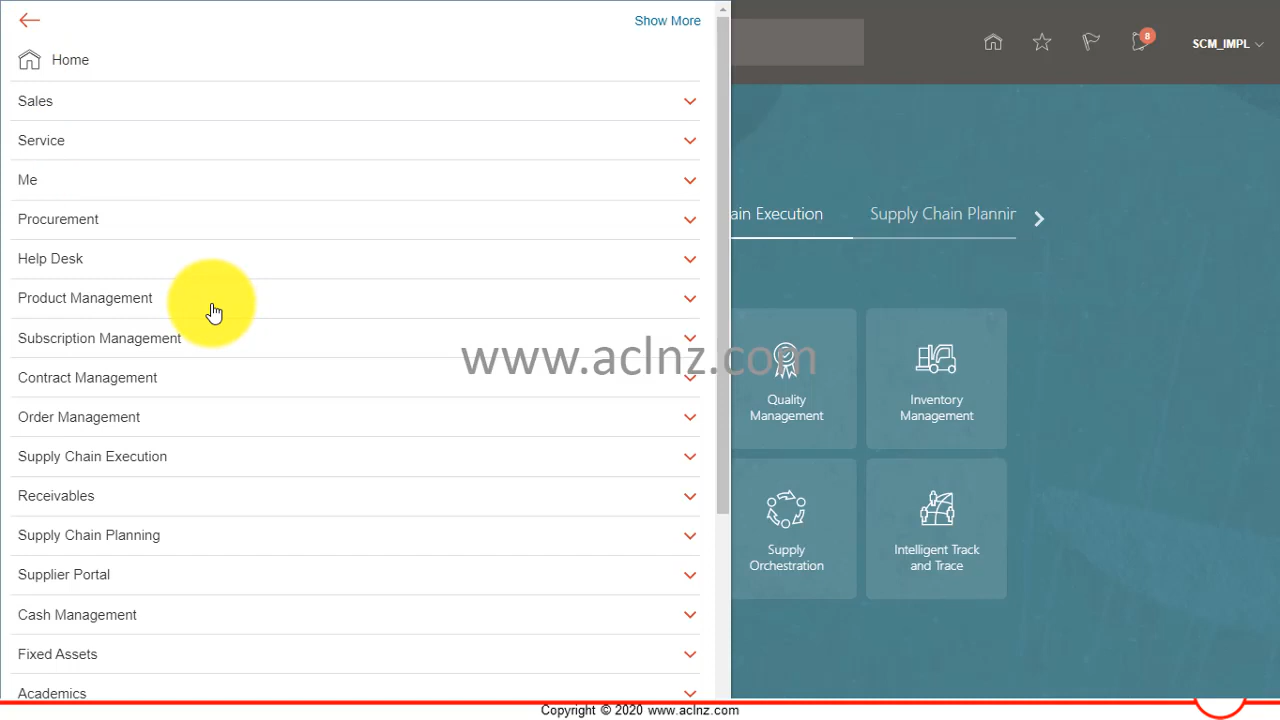 Show More
Home
Sales
Service
Me
Procurement
Help Desk
Product Management
Subscription Management
Contract Management
Order Management
Supply Chain Execution
Receivables
Supply Chain Planning
Supplier Portal
Cash Management
Fixed Assets
Academics
8
SCM_IMPL
ain Execution
Supply Chain Plannin
Quality
Management
Inventory
Management
Supply
Orchestration
Intelligent Track
and Trace
www.aclnz.com
Copyright © 2020 www.aclnz.com